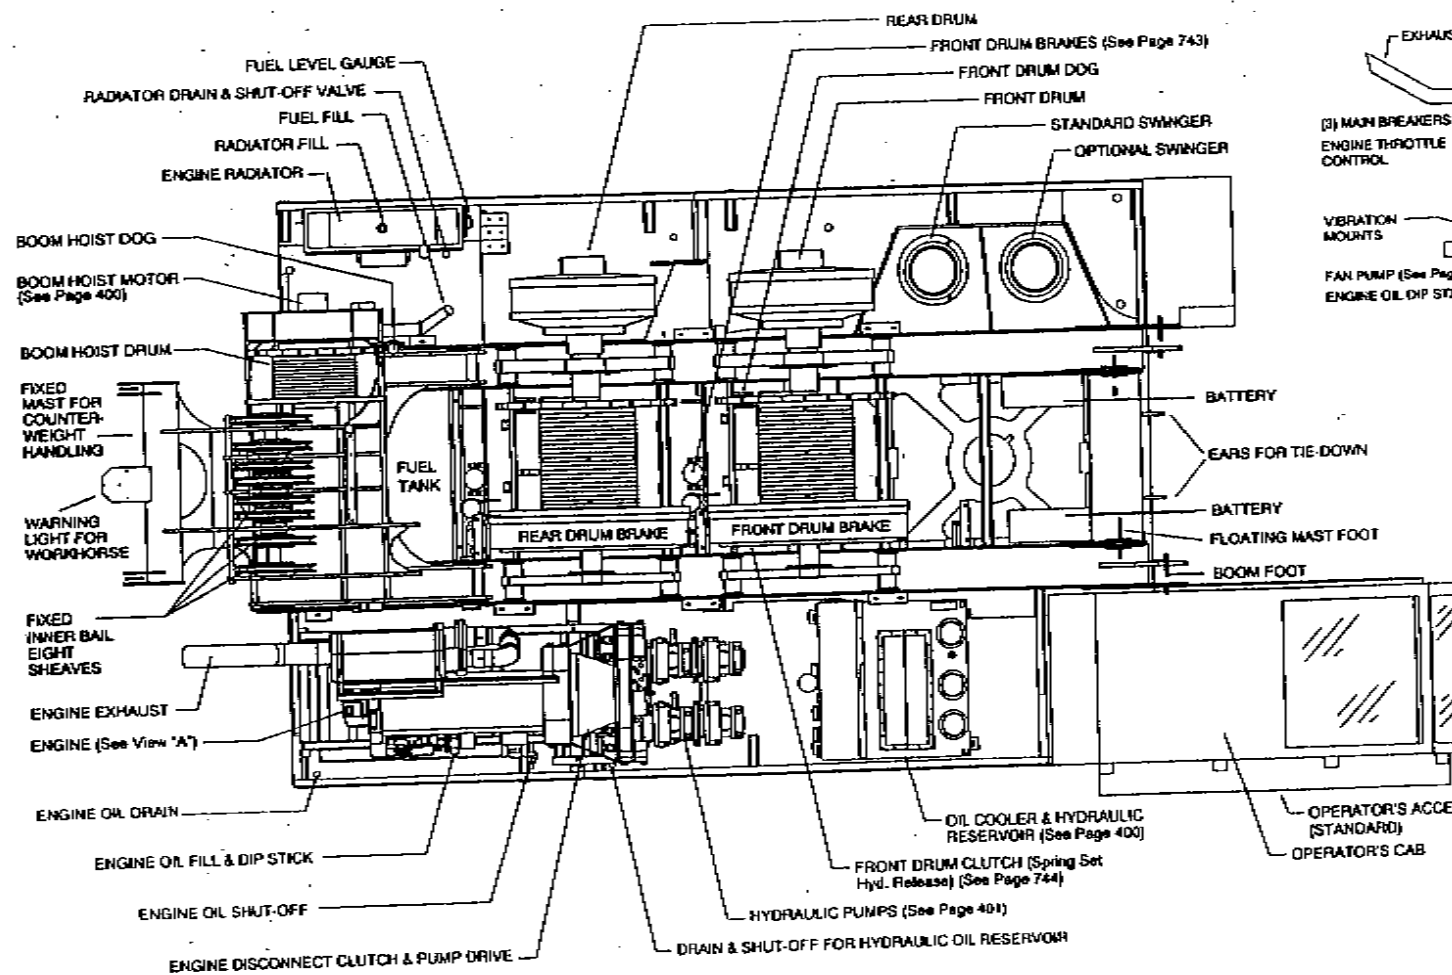 REAR DRUM
FRONT DRUM BRAKES (See Page 743)
FRONT DRUM DOG
FRONT DRUM
STANDARD SWINGER
OPTIONAL SWINGER
FUEL LEVEL GAUGE
RADIATOR DRAIN & SHUT-OFF VALVE
FUEL FILL
RADIATOR FILL
ENGINE RADIATOR
BOOM HOIST DOG
BOOM HOIST MOTOR
(See Page 400)
BOOM HOIST DRUM
FIXED
MAST FOR
COUNTER-
WEIGHT
HANDLING
WARNING
LIGHT FOR
WORKHORSE
FIXED
INNER BAIL
EIGHT
SHEAVES
ENGINE EXHAUST
ENGINE (See View "A")
ENGINE OIL DRAIN
ENGINE OIL FILL & DIP STICK
ENGINE OIL SHUT-OFF
ENGINE DISCONNECT CLUTCH & PUMP DRIVE
FUEL
TANK
REAR DRUM BRAKE
FRONT DRUM BRAKE
(3) MAIN BREAKERS
ENGINE THROTTLE
CONTROL
VIBRATION
MOUNTS
FAN PUMP (See
ENGINE OIL DIP
BATTERY
EARS FOR TIE-DOWN
BATTERY
FLOATING MAST FOOT
BOOM FOOT
OPERATOR'S
(STANDARD)
OPERATOR'S CAB
OIL COOLER & HYDRAULIC
RESERVOIR (See Page 400)
FRONT DRUM CLUTCH (Spring Set
Hyd. Release) (See Page 744)
HYDRAULIC PUMPS (See Page 401)
DRAIN & SHUT-OFF FOR HYDRAULIC OIL RESERVOIR